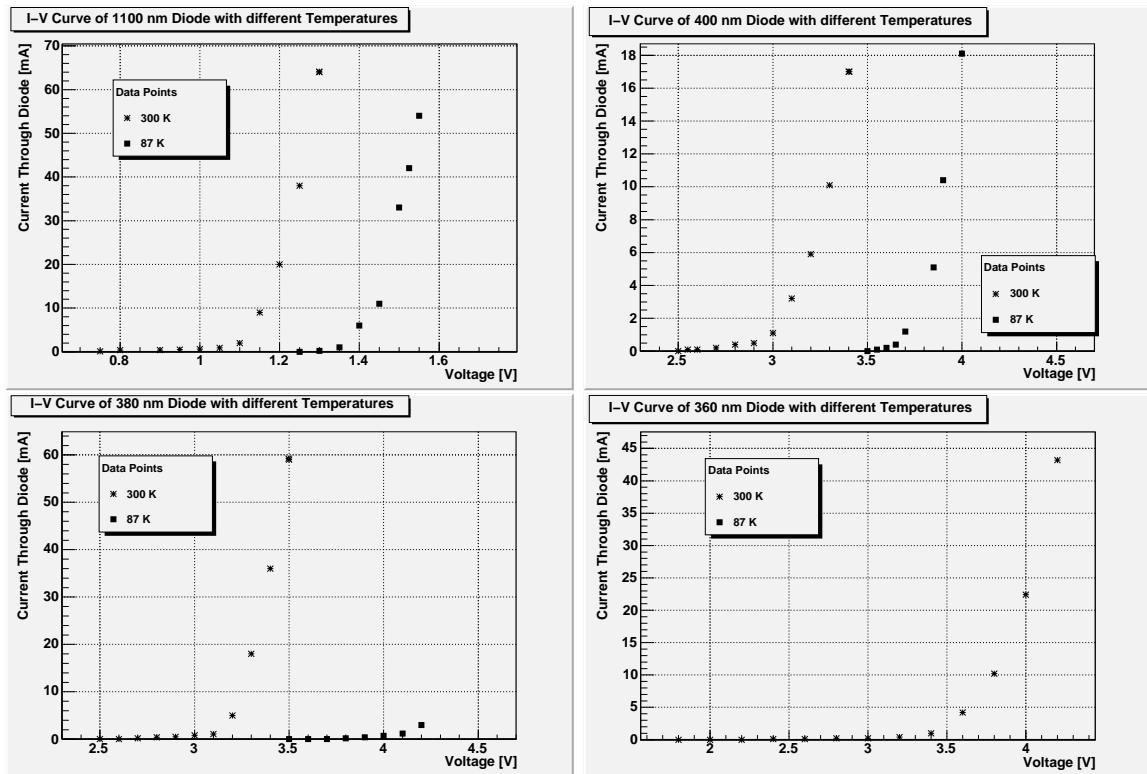 I–V Curve of 1100 nm Diode with different Temperatures
Current Through Diode [mA]
70
60
50
40
30
20
10
0
Data Points
300 K
87 K
0.8 1 1.2 1.4 1.6
Voltage [V]
I–V Curve of 400 nm Diode with different Temperatures
Current Through Diode [mA]
18
16
14
12
10
8
6
4
2
0
Data Points
300 K
87 K
2.5 3 3.5 4 4.5
Voltage [V]
I–V Curve of 380 nm Diode with different Temperatures
Current Through Diode [mA]
60
50
40
30
20
10
0
Data Points
300 K
87 K
2.5 3 3.5 4 4.5
Voltage [V]
I–V Curve of 360 nm Diode with different Temperatures
Current Through Diode [mA]
45
40
35
30
25
20
15
10
5
0
Data Points
300 K
87 K
2 2.5 3 3.5 4
Voltage [V]